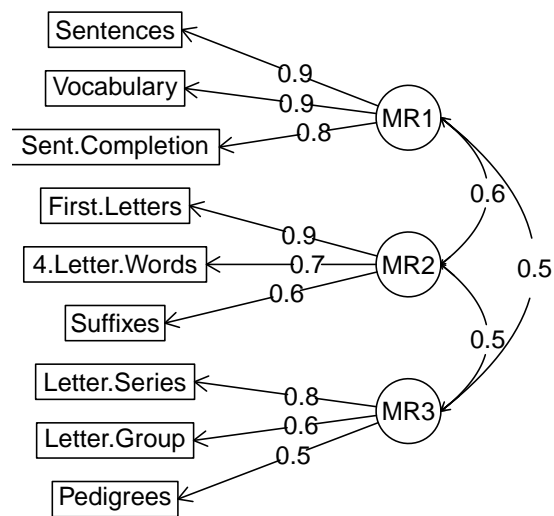 Sentences
0.9
Vocabulary
0.9
MR1
Sent.Completion
0.8
0.6
First.Letters
0.9
4.Letter.Words
0.7
MR2
0.5
Suffixes
0.6
0.5
Letter.Series
0.8
MR3
Letter.Group
0.6
0.5
Pedigrees